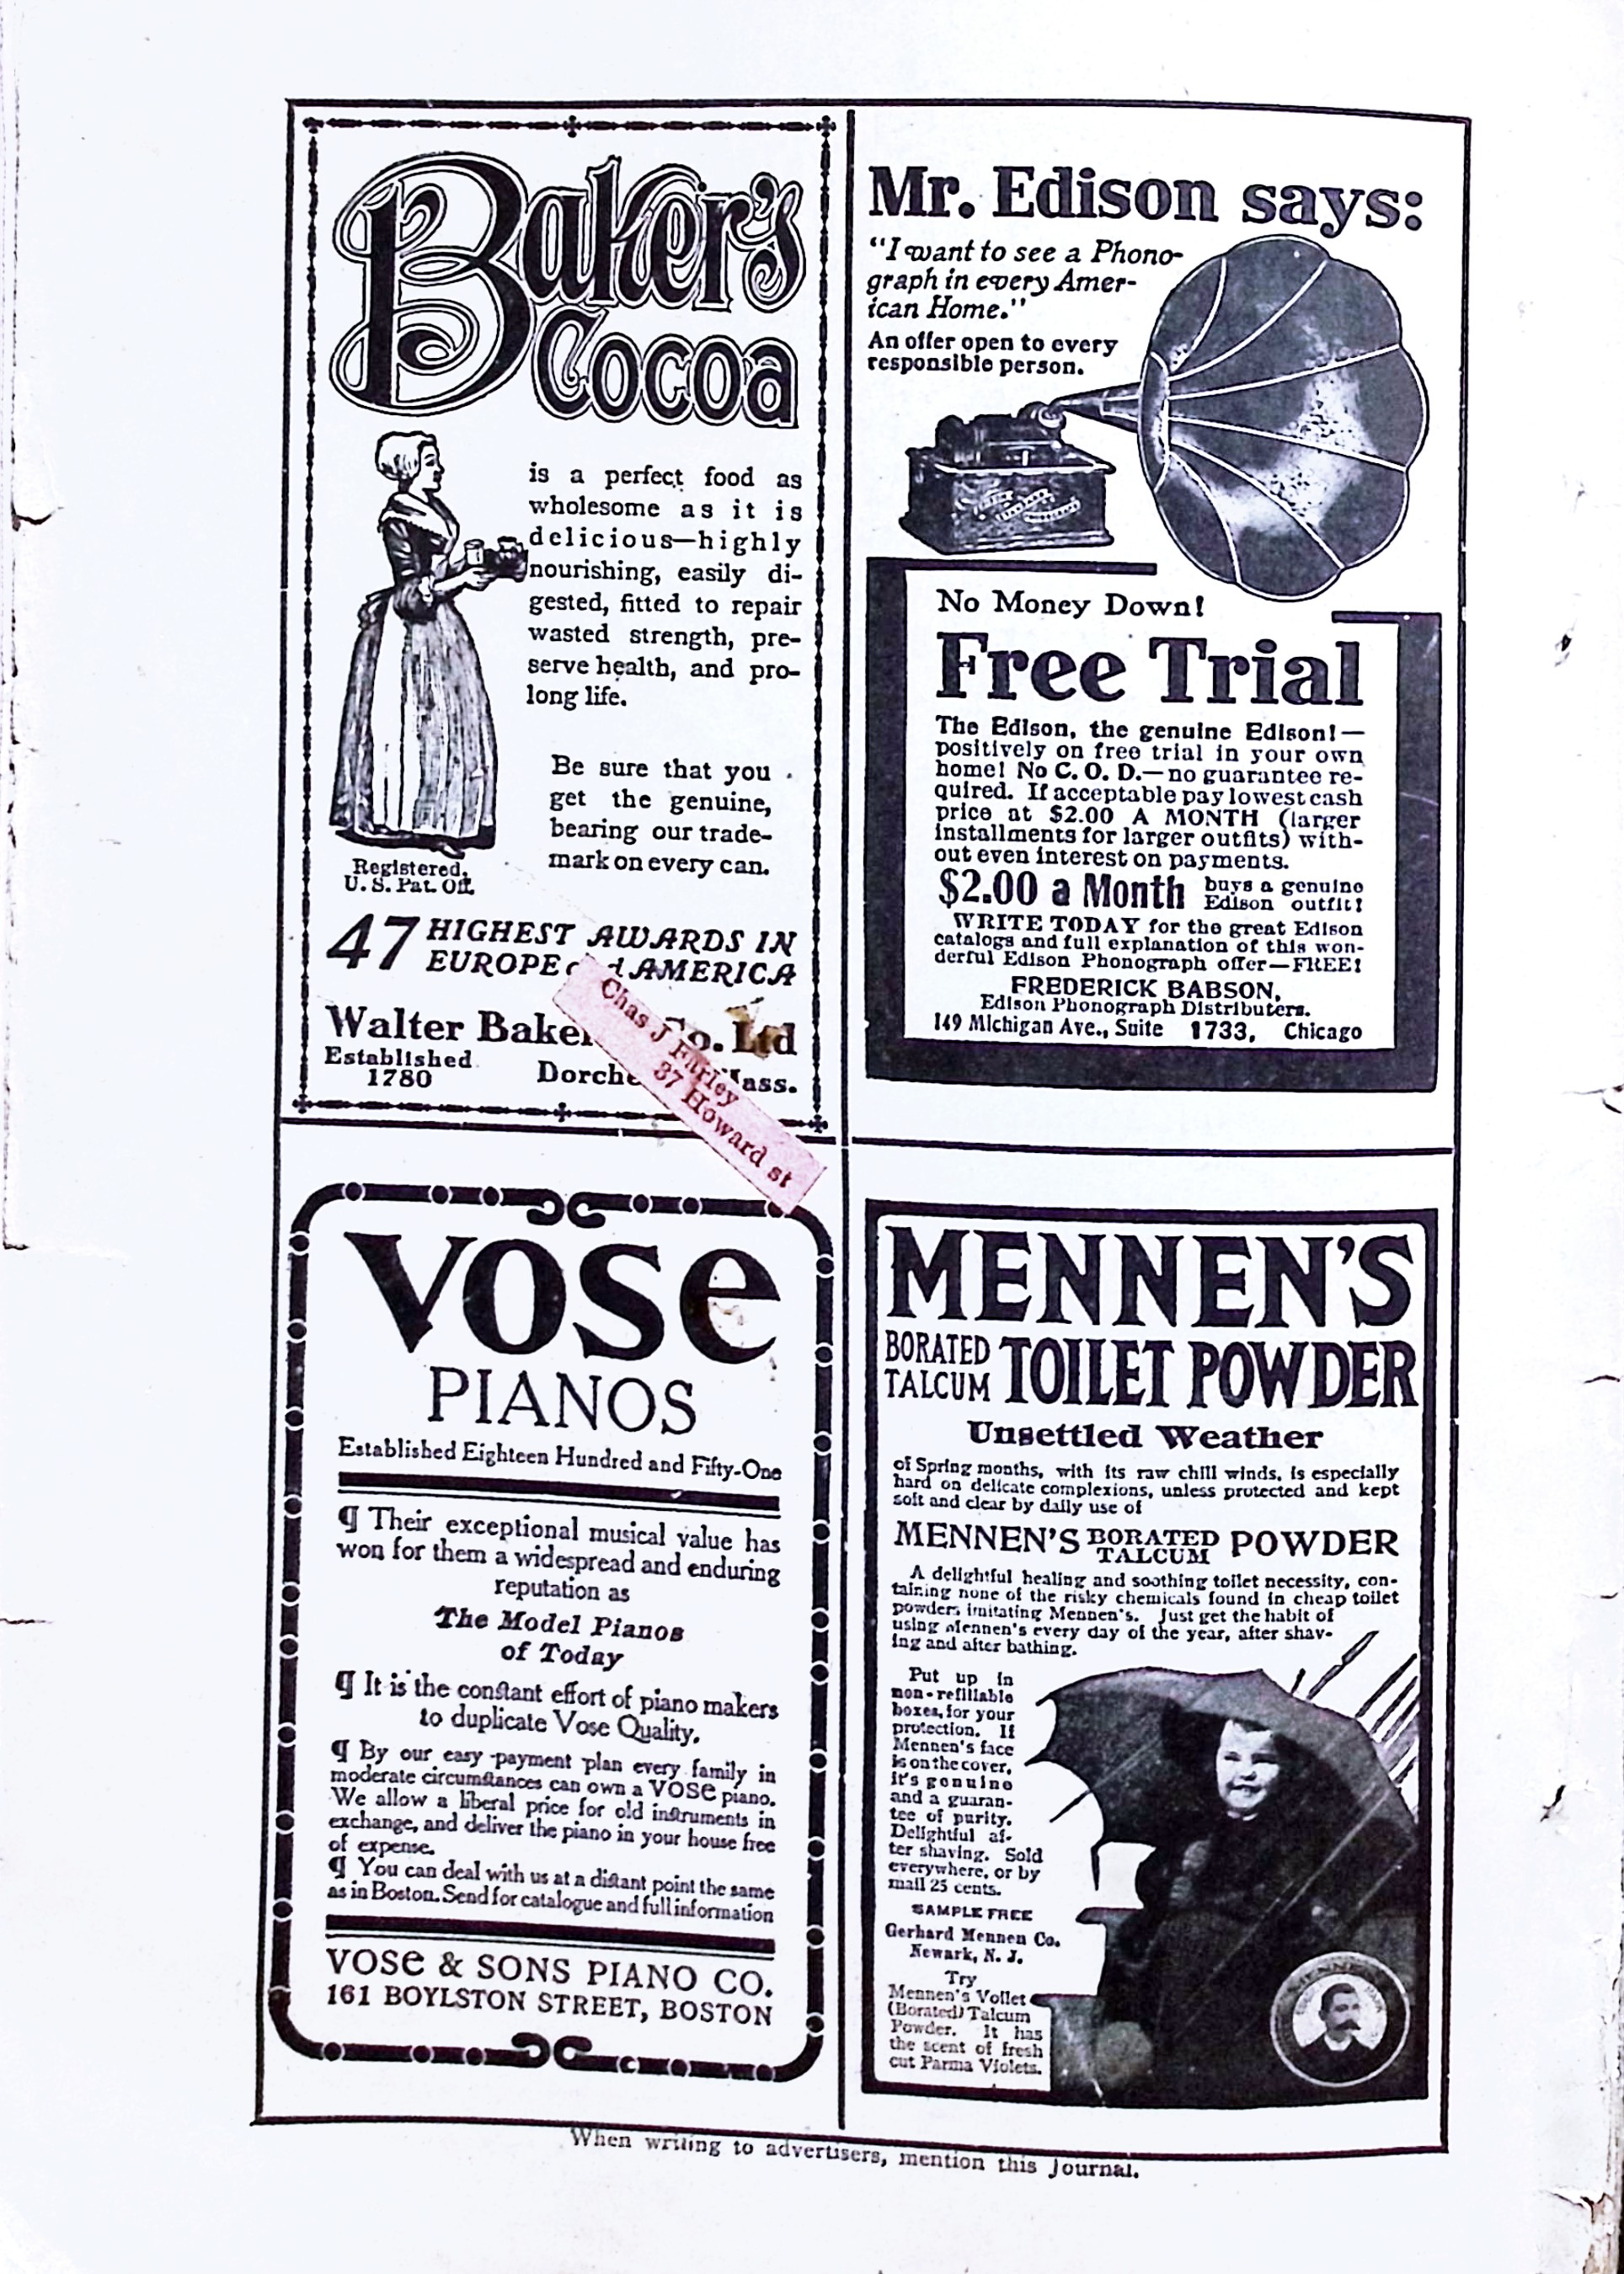 Baker's
Cocoa
is a perfect food as
wholesome as it is
delicious—highly
nourishing, easily di-
gested, fitted to repair
wasted strength, pre-
serve health, and pro-
long life.
Be sure that you
get the genuine,
bearing our trade-
mark on every can.
Registered,
U. S. Pat. Off.
47 HIGHEST AWARDS IN
EUROPE AMERICA
Walter Co. Ltd
Established
1780
Chas J Farley
37 Howard st
Mr. Edison says:
"I want to see a Phono-
graph in every Amer-
ican Home."
An offer open to every
responsible person.
No Money Down!
Free Trial
The Edison, the genuine Edison!—
positively on free trial in your own
home! No C. O. D.—no guarantee re-
quired. If acceptable pay lowest cash
price at $2.00 A MONTH (larger
installments for larger outfits) with-
out even interest on payments.
$2.00 a Month buys a genuine
Edison outfit!
WRITE TODAY for the great Edison
catalogs and full explanation of this won-
derful Edison Phonograph offer—FREE!
FREDERICK BABSON,
Edison Phonograph Distributers.
149 Michigan Ave., Suite 1733, Chicago
VOSE
PIANOS
Established Eighteen Hundred and Fifty-One
¶ Their exceptional musical value has
won for them a widespread and enduring
reputation as
The Model Pianos
of Today
¶ It is the constant effort of piano makers
to duplicate Vose Quality.
¶ By our easy-payment plan every family in
moderate circumstances can own a VOSE piano.
We allow a liberal price for old instruments in
exchange, and deliver the piano in your house free
of expense.
¶ You can deal with us at a distant point the same
as in Boston. Send for catalogue and full information
VOSE & SONS PIANO CO.
161 BOYLSTON STREET, BOSTON
MENNEN'S
BORATED
TALCUM TOILET POWDER
Unsettled Weather
of Spring months, with its raw chill winds, is especially
hard on delicate complexions, unless protected and kept
soft and clear by daily use of
MENNEN'S BORATED
TALCUM POWDER
A delightful healing and soothing toilet necessity, con-
taining none of the risky chemicals found in cheap toilet
powders imitating Mennen's. Just get the habit of
using Mennen's every day of the year, after shav-
ing and after bathing.
Put up in
non-refillable
boxes, for your
protection. If
Mennen's face
is on the cover,
it's genuine
and a guaran-
tee of purity.
Delightful af-
ter shaving. Sold
everywhere, or by
mail 25 cents.
SAMPLE FREE
Gerhard Mennen Co.
Newark, N. J.
Try
Mennen's Violet
(Borated) Talcum
Powder. It has
the scent of fresh
cut Parma Violets.
When writing to advertisers, mention this Journal.